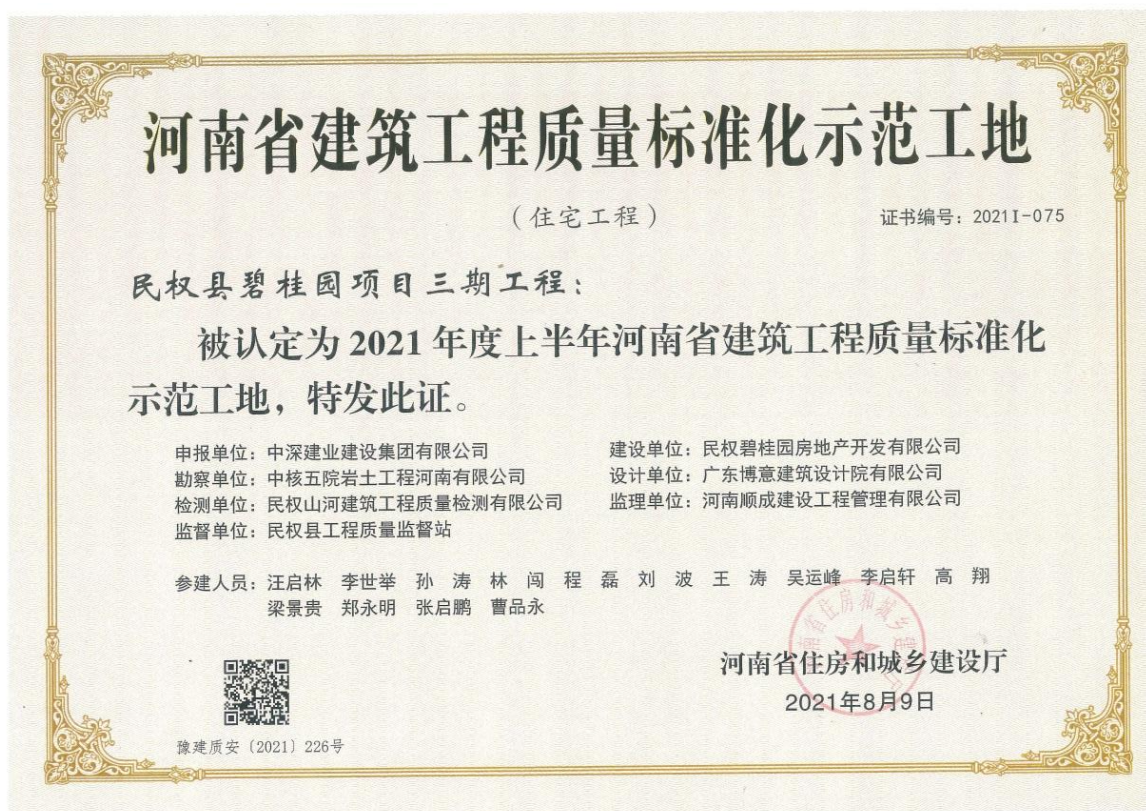 河南省建筑工程质量标准化示范工地
（住宅工程）
证书编号：2021I-075
民权县碧桂园项目三期工程：
被认定为 2021 年度上半年河南省建筑工程质量标准化
示范工地，特发此证。
申报单位：中深建业建设集团有限公司 建设单位：民权碧桂园房地产开发有限公司
勘察单位：中核五院岩土工程河南有限公司 设计单位：广东博意建筑设计院有限公司
检测单位：民权山河建筑工程质量检测有限公司 监理单位：河南顺成建设工程管理有限公司
监督单位：民权县工程质量监督站
参建人员：汪启林 李世举 孙 涛 林 闯 程 磊 刘 波 王 涛 吴运峰 李启轩 高 翔
梁景贵 郑永明 张启鹏 曹品永
河南省住房和城乡建设厅
2021年8月9日
豫建质安〔2021〕226号